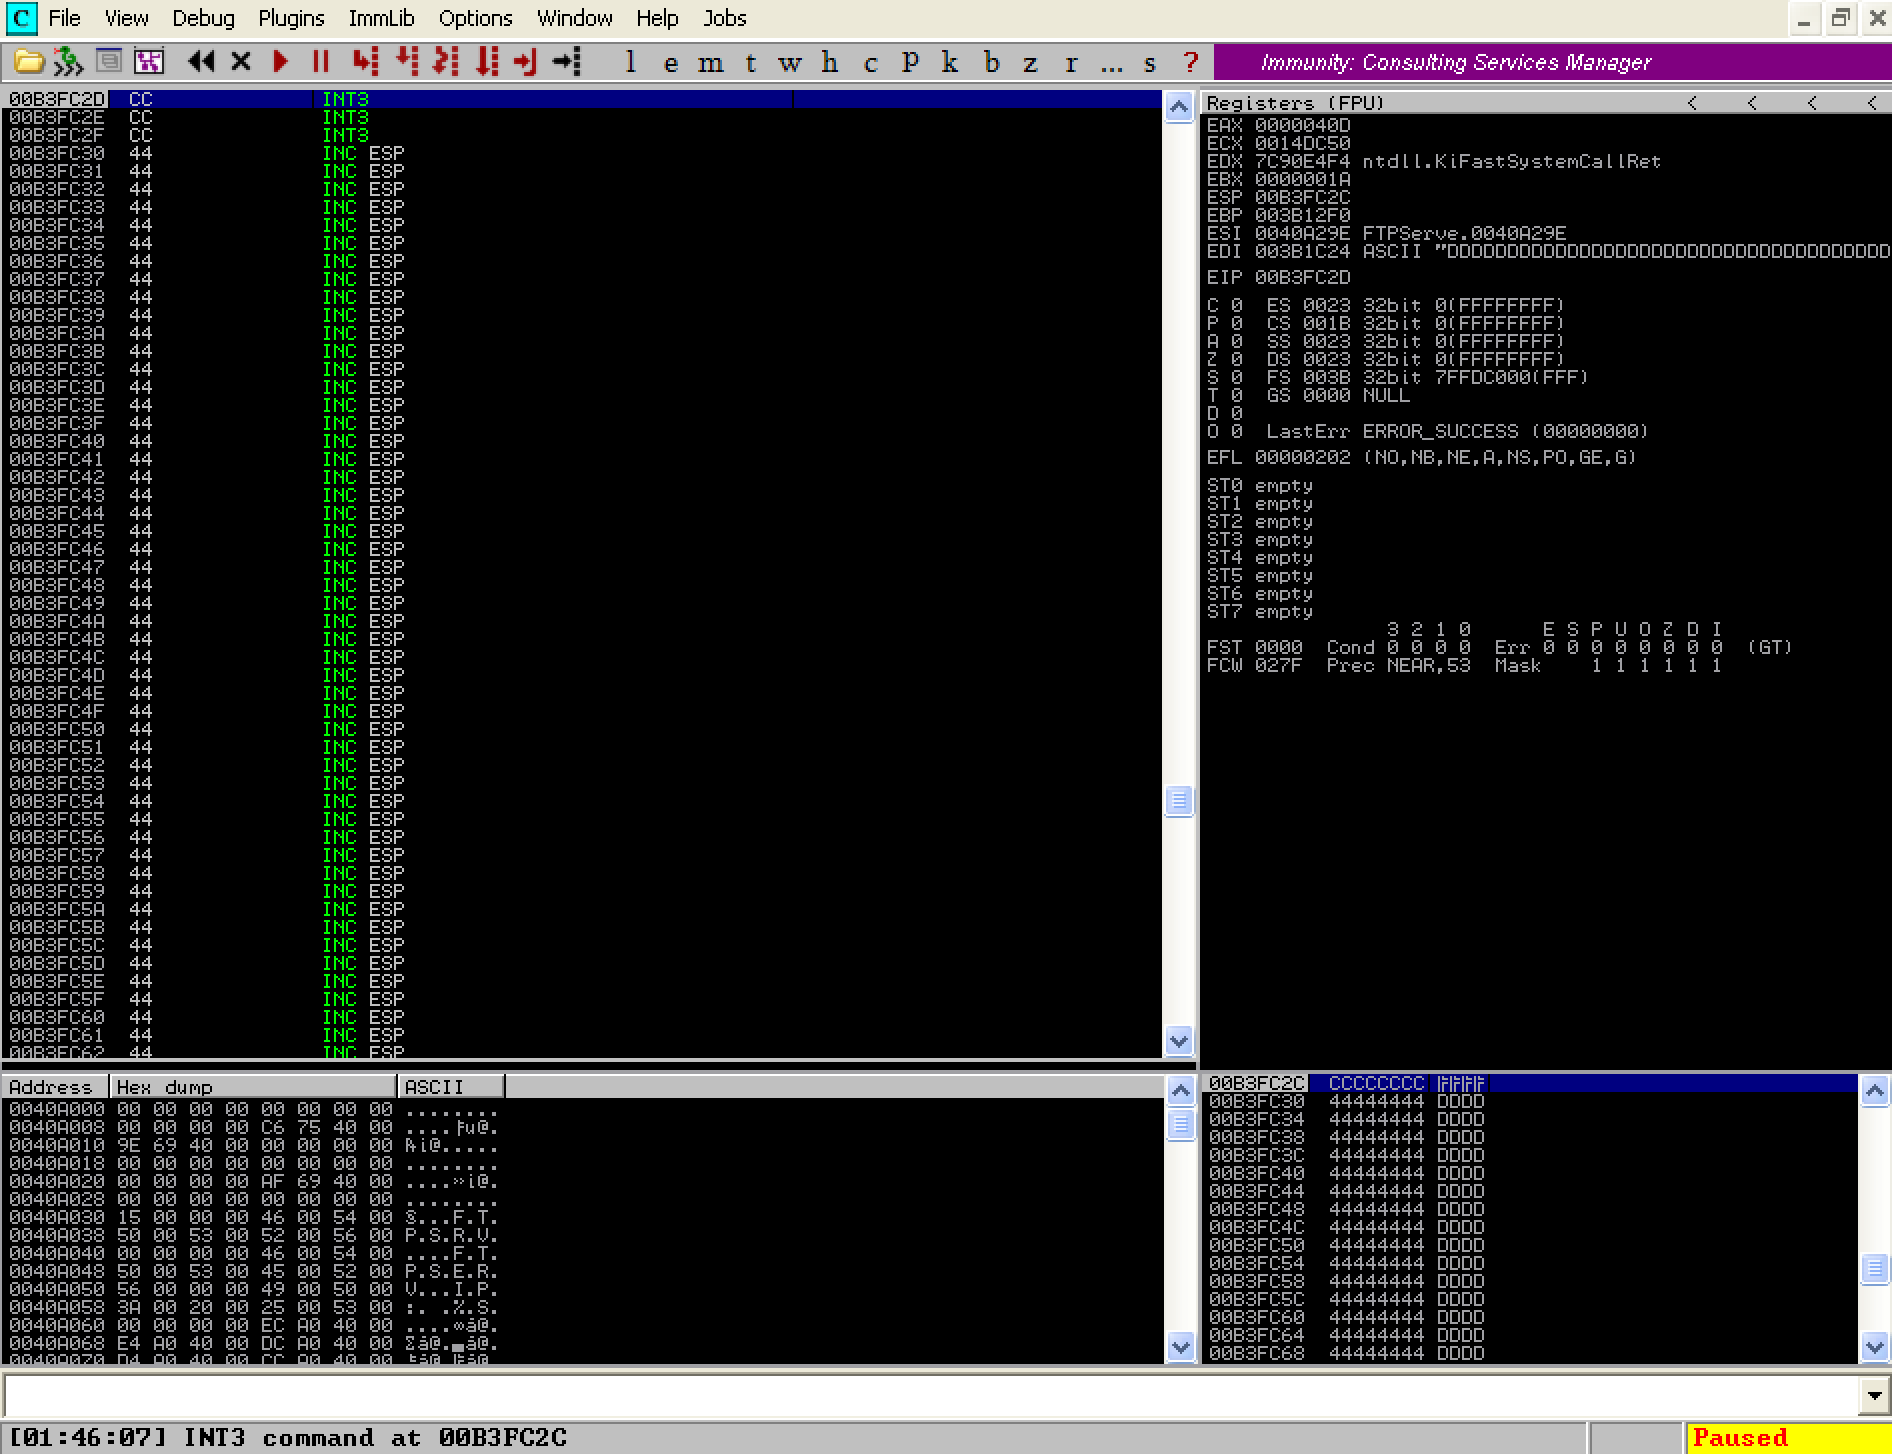 C File View Debug Plugins ImmLib Options Window Help Jobs
l e m t w h c P k b z r ... s ? Immunity: Consulting Services Manager
00B3FC2D CC INT3
00B3FC2E CC INT3
00B3FC2F CC INT3
00B3FC30 44 INC ESP
00B3FC31 44 INC ESP
00B3FC32 44 INC ESP
00B3FC33 44 INC ESP
00B3FC34 44 INC ESP
00B3FC35 44 INC ESP
00B3FC36 44 INC ESP
00B3FC37 44 INC ESP
00B3FC38 44 INC ESP
00B3FC39 44 INC ESP
00B3FC3A 44 INC ESP
00B3FC3B 44 INC ESP
00B3FC3C 44 INC ESP
00B3FC3D 44 INC ESP
00B3FC3E 44 INC ESP
00B3FC3F 44 INC ESP
00B3FC40 44 INC ESP
00B3FC41 44 INC ESP
00B3FC42 44 INC ESP
00B3FC43 44 INC ESP
00B3FC44 44 INC ESP
00B3FC45 44 INC ESP
00B3FC46 44 INC ESP
00B3FC47 44 INC ESP
00B3FC48 44 INC ESP
00B3FC49 44 INC ESP
00B3FC4A 44 INC ESP
00B3FC4B 44 INC ESP
00B3FC4C 44 INC ESP
00B3FC4D 44 INC ESP
00B3FC4E 44 INC ESP
00B3FC4F 44 INC ESP
00B3FC50 44 INC ESP
00B3FC51 44 INC ESP
00B3FC52 44 INC ESP
00B3FC53 44 INC ESP
00B3FC54 44 INC ESP
00B3FC55 44 INC ESP
00B3FC56 44 INC ESP
00B3FC57 44 INC ESP
00B3FC58 44 INC ESP
00B3FC59 44 INC ESP
00B3FC5A 44 INC ESP
00B3FC5B 44 INC ESP
00B3FC5C 44 INC ESP
00B3FC5D 44 INC ESP
00B3FC5E 44 INC ESP
00B3FC5F 44 INC ESP
00B3FC60 44 INC ESP
00B3FC61 44 INC ESP
00B3FC62 44 INC ESP
Registers (FPU) < < < <
EAX 0000040D
ECX 0014DC50
EDX 7C90E4F4 ntdll.KiFastSystemCallRet
EBX 0000001A
ESP 00B3FC2C
EBP 003B12F0
ESI 0040A29E FTPServe.0040A29E
EDI 003B1C24 ASCII "DDDDDDDDDDDDDDDDDDDDDDDDDDDDDDDDDDDDD
EIP 00B3FC2D
C 0 ES 0023 32bit 0(FFFFFFFF)
P 0 CS 001B 32bit 0(FFFFFFFF)
A 0 SS 0023 32bit 0(FFFFFFFF)
Z 0 DS 0023 32bit 0(FFFFFFFF)
S 0 FS 003B 32bit 7FFDC000(FFF)
T 0 GS 0000 NULL
D 0
O 0 LastErr ERROR_SUCCESS (00000000)
EFL 00000202 (NO,NB,NE,A,NS,PO,GE,G)
ST0 empty
ST1 empty
ST2 empty
ST3 empty
ST4 empty
ST5 empty
ST6 empty
ST7 empty
3 2 1 0 E S P U O Z D I
FST 0000 Cond 0 0 0 0 Err 0 0 0 0 0 0 0 0 (GT)
FCW 027F Prec NEAR,53 Mask 1 1 1 1 1 1
Address Hex dump ASCII
0040A000 00 00 00 00 00 00 00 00 ........
0040A008 00 00 00 00 C6 75 40 00 ....╞u@.
0040A010 9E 69 40 00 00 00 00 00 ₧i@.....
0040A018 00 00 00 00 00 00 00 00 ........
0040A020 00 00 00 00 AF 69 40 00 ....»i@.
0040A028 00 00 00 00 00 00 00 00 ........
0040A030 15 00 00 00 46 00 54 00 §...F.T.
0040A038 50 00 53 00 52 00 56 00 P.S.R.V.
0040A040 00 00 00 00 46 00 54 00 ....F.T.
0040A048 50 00 53 00 45 00 52 00 P.S.E.R.
0040A050 56 00 00 00 49 00 50 00 V...I.P.
0040A058 3A 00 20 00 25 00 53 00 :. .%.S.
0040A060 00 00 00 00 EC A0 40 00 ....∞á@.
0040A068 E4 A0 40 00 DC A0 40 00 Σá@.▄á@.
0040A070 D4 A0 40 00 CC A0 40 00 ╘á@.╠á@.
00B3FC2C CCCCCCCC ╠╠╠╠
00B3FC30 44444444 DDDD
00B3FC34 44444444 DDDD
00B3FC38 44444444 DDDD
00B3FC3C 44444444 DDDD
00B3FC40 44444444 DDDD
00B3FC44 44444444 DDDD
00B3FC48 44444444 DDDD
00B3FC4C 44444444 DDDD
00B3FC50 44444444 DDDD
00B3FC54 44444444 DDDD
00B3FC58 44444444 DDDD
00B3FC5C 44444444 DDDD
00B3FC60 44444444 DDDD
00B3FC64 44444444 DDDD
00B3FC68 44444444 DDDD
[01:46:07] INT3 command at 00B3FC2C
Paused